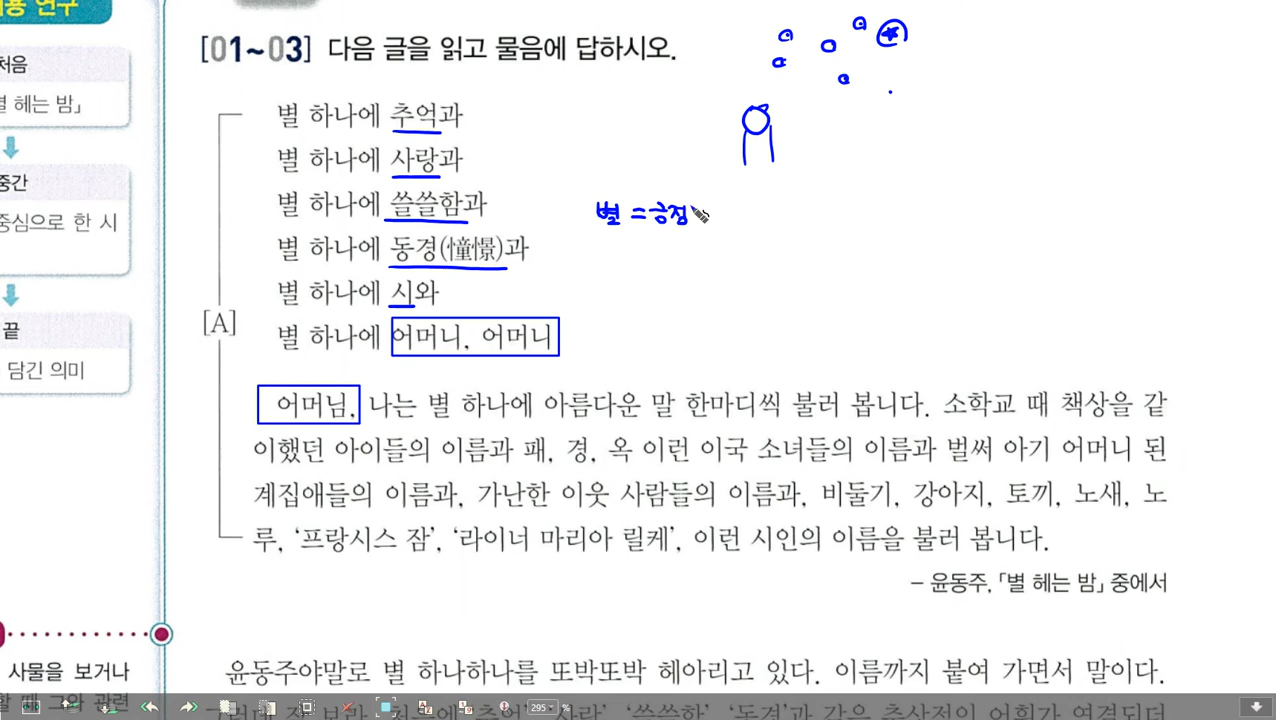 용 연구
처음
별 헤는 밤」
중간
중심으로 한 시
끝
담긴 의미
사물을 보거나
[01~03] 다음 글을 읽고 물음에 답하시오.
별 하나에 추억과
별 하나에 사랑과
별 하나에 쓸쓸함과
별 = 긍정
별 하나에 동경(憧憬)과
별 하나에 시와
[A]
별 하나에 어머니, 어머니
어머님, 나는 별 하나에 아름다운 말 한마디씩 불러 봅니다. 소학교 때 책상을 같
이했던 아이들의 이름과 패, 경, 옥 이런 이국 소녀들의 이름과 벌써 아기 어머니 된
계집애들의 이름과, 가난한 이웃 사람들의 이름과, 비둘기, 강아지, 토끼, 노새, 노
루, ‘프랑시스 잠’, ‘라이너 마리아 릴케’, 이런 시인의 이름을 불러 봅니다.
– 윤동주, 「별 헤는 밤」 중에서
윤동주야말로 별 하나하나를 또박또박 헤아리고 있다. 이름까지 붙여 가면서 말이다.
295 %